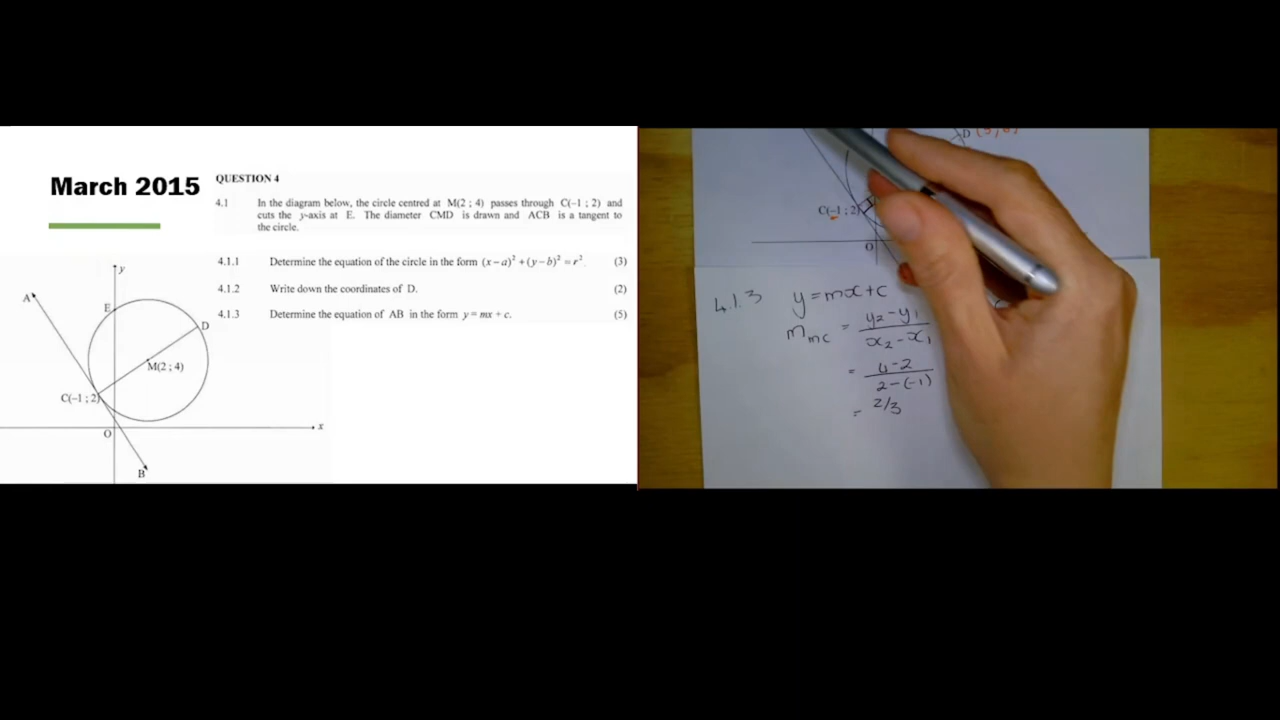 March 2015
QUESTION 4
4.1 In the diagram below, the circle centred at M(2 ; 4) passes through C(–1 ; 2) and
cuts the y-axis at E. The diameter CMD is drawn and ACB is a tangent to
the circle.
4.1.1 Determine the equation of the circle in the form (x – a)² + (y – b)² = r². (3)
4.1.2 Write down the coordinates of D. (2)
4.1.3 Determine the equation of AB in the form y = mx + c. (5)
y
A
E
D
M(2 ; 4)
C(–1 ; 2)
x
O
B
D
C(–1 ; 2)
O
4.1.3 y = mx + c
m MC = y₂ – y₁ / x₂ – x₁
= 4 – 2 / 2 – (–1)
= 2/3